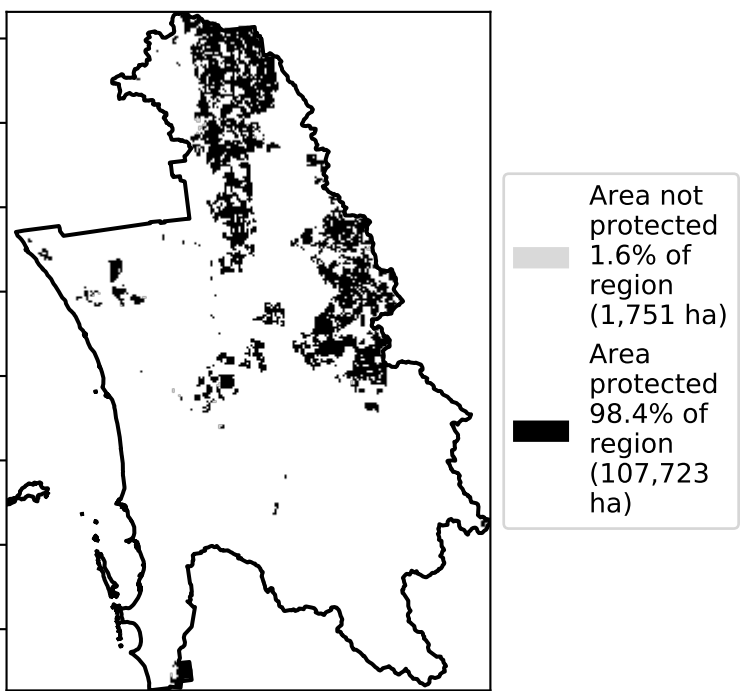 Area not
protected
1.6% of
region
(1,751 ha)
Area
protected
98.4% of
region
(107,723
ha)